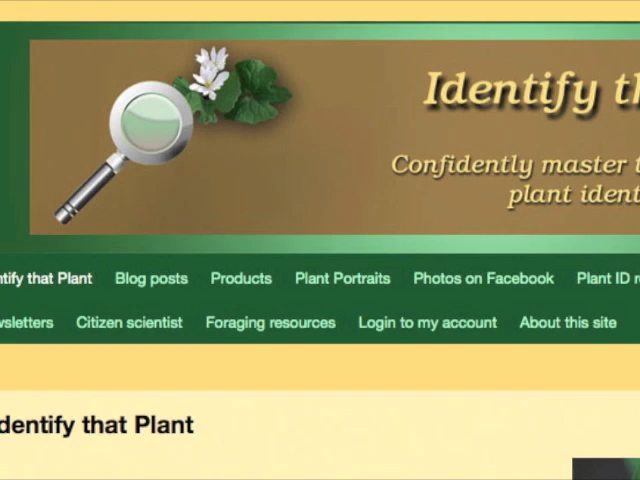 Identify th
Confidently master t
plant ident
ntify that Plant Blog posts Products Plant Portraits Photos on Facebook Plant ID r
wsletters Citizen scientist Foraging resources Login to my account About this site
dentify that Plant